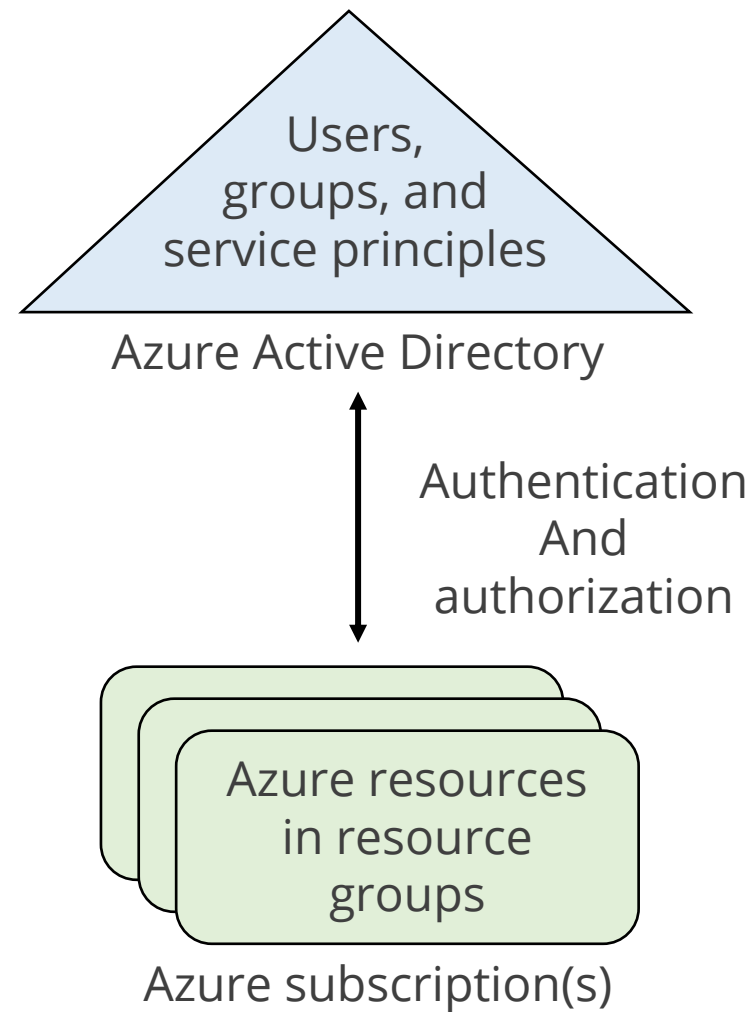 Users,
groups, and
service principles
Azure Active Directory
Authentication
And
authorization
Azure resources
in resource
groups
Azure subscription(s)